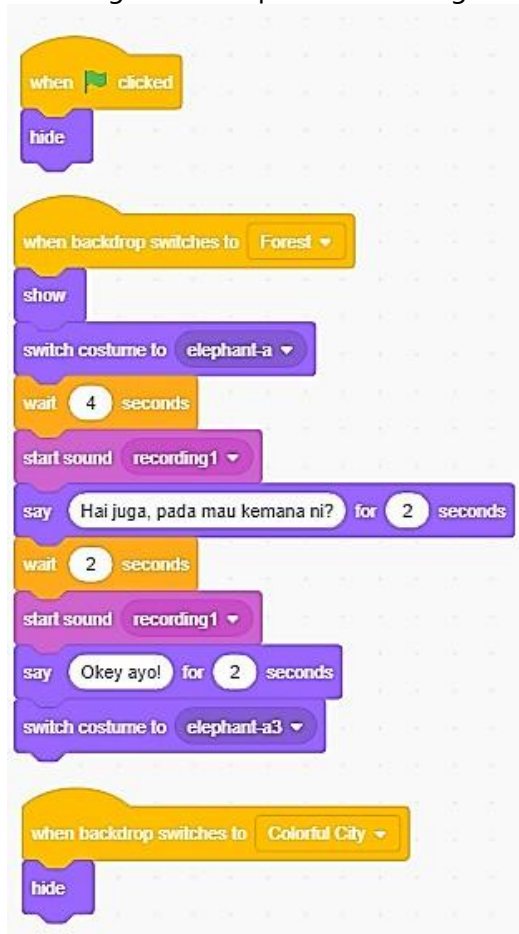 when clicked
hide
when backdrop switches to Forest
show
switch costume to elephant-a
wait 4 seconds
start sound recording1
say Hai juga, pada mau kemana ni? for 2 seconds
wait 2 seconds
start sound recording1
say Okey ayo! for 2 seconds
switch costume to elephant-a3
when backdrop switches to Colorful City
hide